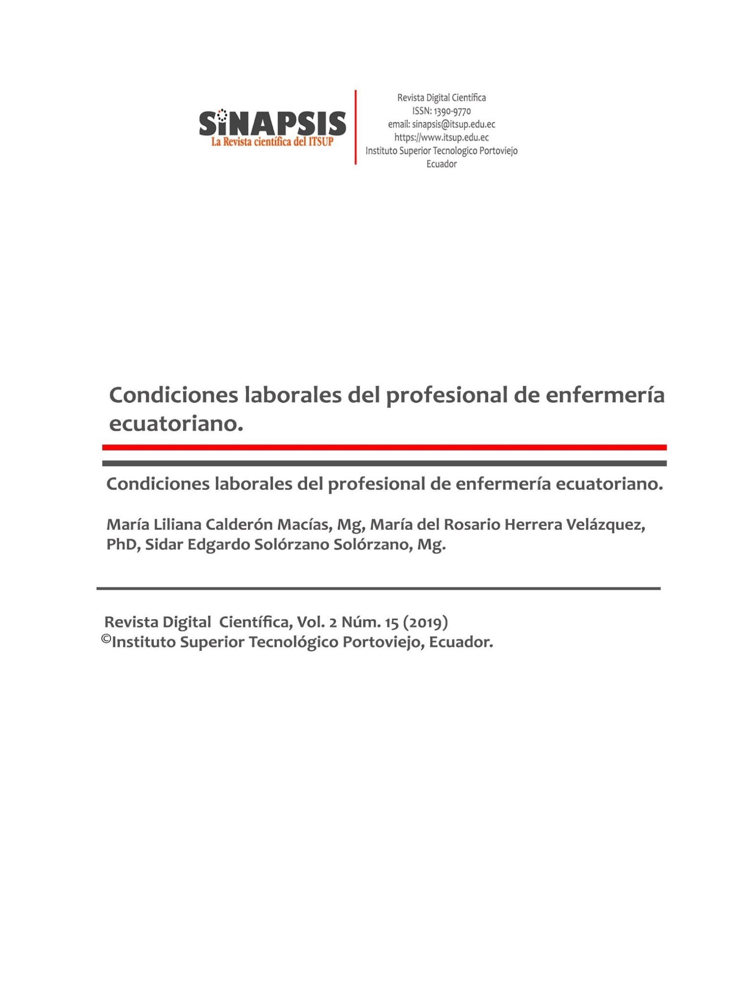 SiNAPSIS
La Revista científica del ITSUP
Revista Digital Científica
ISSN: 1390-9770
email: sinapsis@itsup.edu.ec
https://www.itsup.edu.ec
Instituto Superior Tecnologico Portoviejo
Ecuador
Condiciones laborales del profesional de enfermería
ecuatoriano.
Condiciones laborales del profesional de enfermería ecuatoriano.
María Liliana Calderón Macías, Mg, María del Rosario Herrera Velázquez,
PhD, Sidar Edgardo Solórzano Solórzano, Mg.
Revista Digital Científica, Vol. 2 Núm. 15 (2019)
©Instituto Superior Tecnológico Portoviejo, Ecuador.